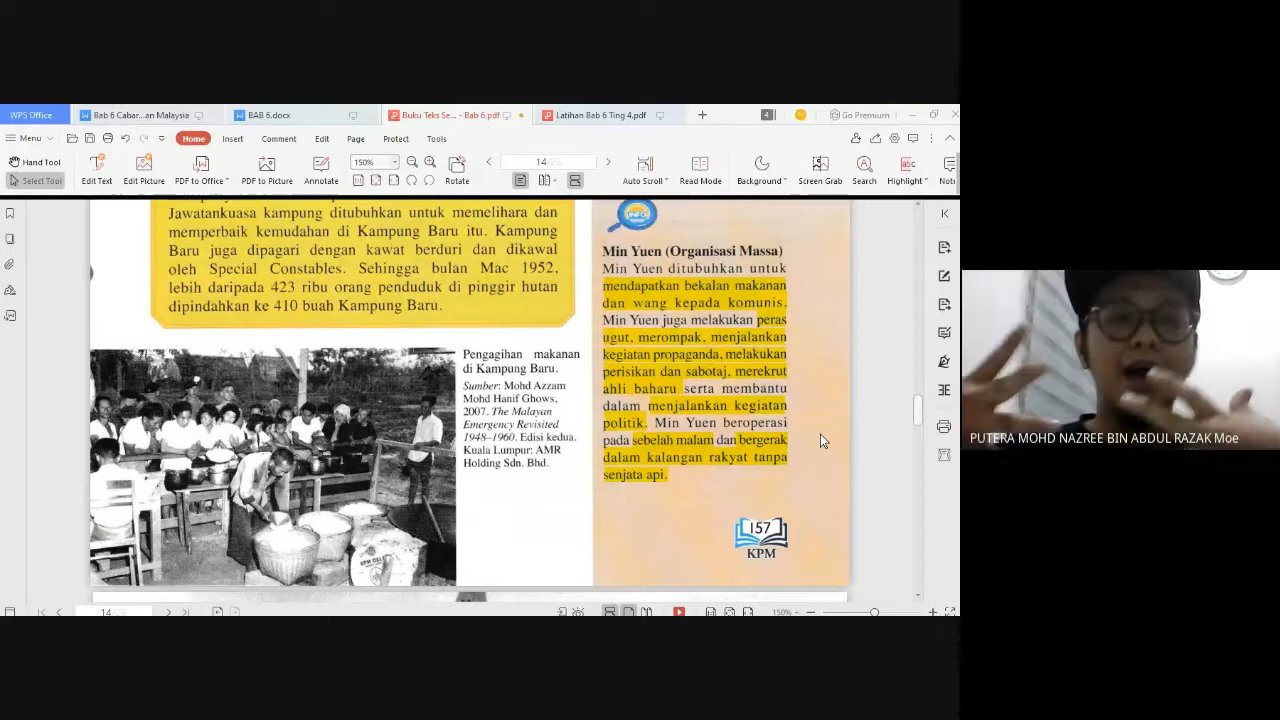 WPS Office
Bab 6 Cabar...an Malaysia
BAB 6.docx
Buku Teks Se... - Bab 6.pdf
Latihan Bab 6 Ting 4.pdf
4
Go Premium
Menu
Home
Insert
Comment
Edit
Page
Protect
Tools
Hand Tool
Select Tool
Edit Text
Edit Picture
PDF to Office
PDF to Picture
Annotate
150%
Rotate
14
Auto Scroll
Read Mode
Background
Screen Grab
Search
Highlight
Jawatankuasa kampung ditubuhkan untuk memelihara dan
memperbaik kemudahan di Kampung Baru itu. Kampung
Baru juga dipagari dengan kawat berduri dan dikawal
oleh Special Constables. Sehingga bulan Mac 1952,
lebih daripada 423 ribu orang penduduk di pinggir hutan
dipindahkan ke 410 buah Kampung Baru.
Pengagihan makanan
di Kampung Baru.
Sumber: Mohd Azzam
Mohd Hanif Ghows,
2007. The Malayan
Emergency Revisited
1948–1960. Edisi kedua.
Kuala Lumpur: AMR
Holding Sdn. Bhd.
INFO
Min Yuen (Organisasi Massa)
Min Yuen ditubuhkan untuk
mendapatkan bekalan makanan
dan wang kepada komunis.
Min Yuen juga melakukan peras
ugut, merompak, menjalankan
kegiatan propaganda, melakukan
perisikan dan sabotaj, merekrut
ahli baharu serta membantu
dalam menjalankan kegiatan
politik. Min Yuen beroperasi
pada sebelah malam dan bergerak
dalam kalangan rakyat tanpa
senjata api.
157
KPM
PUTERA MOHD NAZREE BIN ABDUL RAZAK Moe
150%